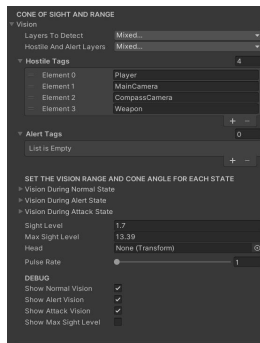 CONE OF SIGHT AND RANGE
Vision
Layers To Detect Mixed...
Hostile And Alert Layers Mixed...
Hostile Tags 4
Element 0 Player
Element 1 MainCamera
Element 2 CompassCamera
Element 3 Weapon
+ -
Alert Tags 0
List is Empty
+ -
SET THE VISION RANGE AND CONE ANGLE FOR EACH STATE
Vision During Normal State
Vision During Alert State
Vision During Attack State
Sight Level 1.7
Max Sight Level 13.39
Head None (Transform)
Pulse Rate 1
DEBUG
Show Normal Vision
Show Alert Vision
Show Attack Vision
Show Max Sight Level